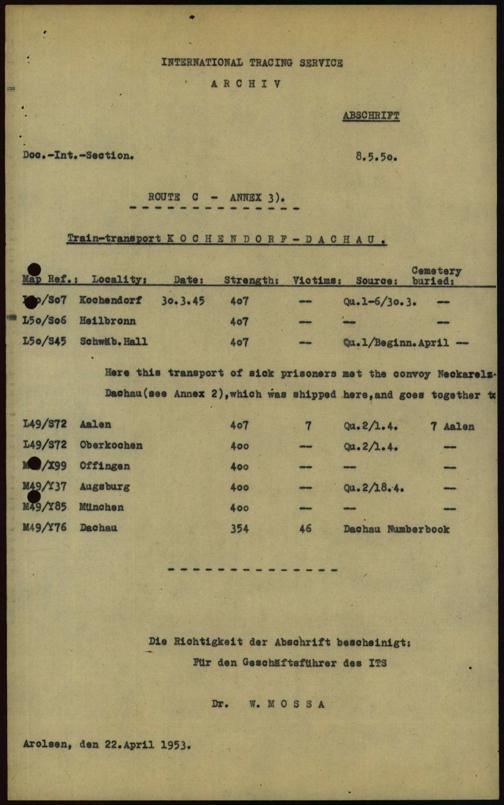 INTERNATIONAL TRACING SERVICE
A R C H I V
ABSCHRIFT
Doc.-Int.-Section. 8.5.5o.
ROUTE C - ANNEX 3).
Train-transport K O C H E N D O R F - D A C H A U .
Map Ref.: Locality: Date: Strength: Victims: Source: Cemetery buried:
/S07 Kochendorf 3o.3.45 4o7 -- Qu.1-6/3o.3. --
L5o/So6 Heilbronn 4o7 -- --
L5o/S45 Schwäb.Hall 4o7 -- Qu.1/Beginn.April --
Here this transport of sick prisoners met the convoy Neckarelz-
Dachau(see Annex 2),which was shipped here,and goes together to
L49/S72 Aalen 4o7 7 Qu.2/1.4. 7 Aalen
L49/S72 Oberkochen 4oo -- Qu.2/1.4.
/X99 Offingen 4oo -- --
M49/Y37 Augsburg 4oo -- Qu.2/18.4.
M49/Y85 München 4oo -- --
M49/Y76 Dachau 354 46 Dachau Numberbook
Die Richtigkeit der Abschrift bescheinigt:
Für den Geschäftsführer des ITS
Dr. W. M O S S A
Arolsen, den 22.April 1953.